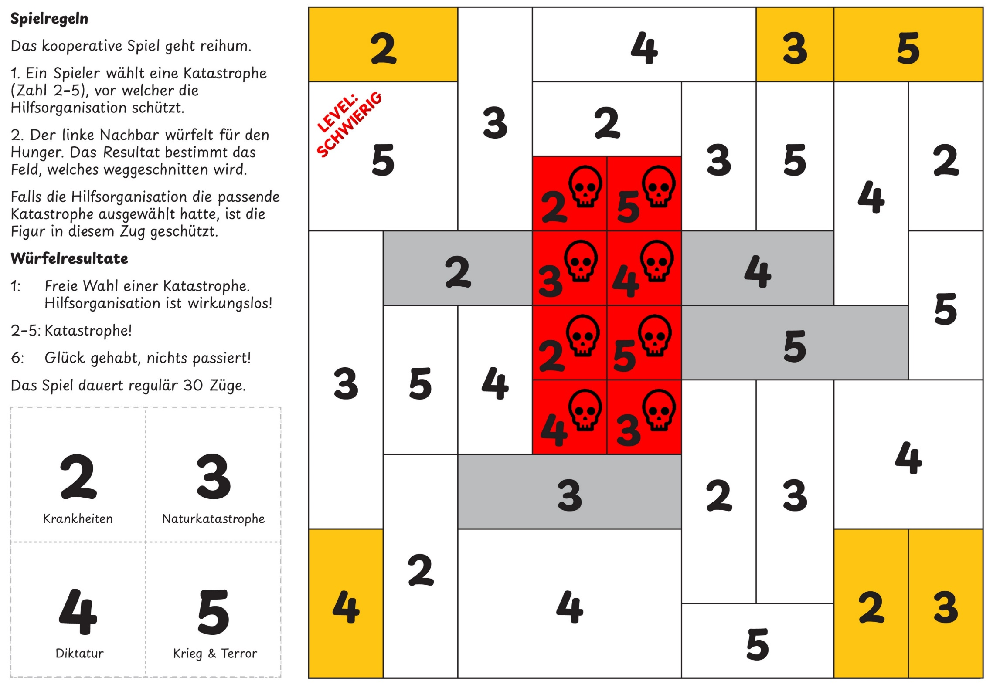 Spielregeln
Das kooperative Spiel geht reihum.
1. Ein Spieler wählt eine Katastrophe
(Zahl 2-5), vor welcher die
Hilfsorganisation schützt.
2. Der linke Nachbar würfelt für den
Hunger. Das Resultat bestimmt das
Feld, welches weggeschnitten wird.
Falls die Hilfsorganisation die passende
Katastrophe ausgewählt hatte, ist die
Figur in diesem Zug geschützt.
Würfelresultate
1: Freie Wahl einer Katastrophe.
Hilfsorganisation ist wirkungslos!
2-5: Katastrophe!
6: Glück gehabt, nichts passiert!
Das Spiel dauert regulär 30 Züge.
2 3
Krankheiten Naturkatastrophe
4 5
Diktatur Krieg & Terror
2 4 3 5
LEVEL:
SCHWIERIG
3 2
5 3 5 2
4
2 5
2 3 4 4
5
2 5 5
3 5 4
4 3
4
3 2 3
2
4 4 2 3
5